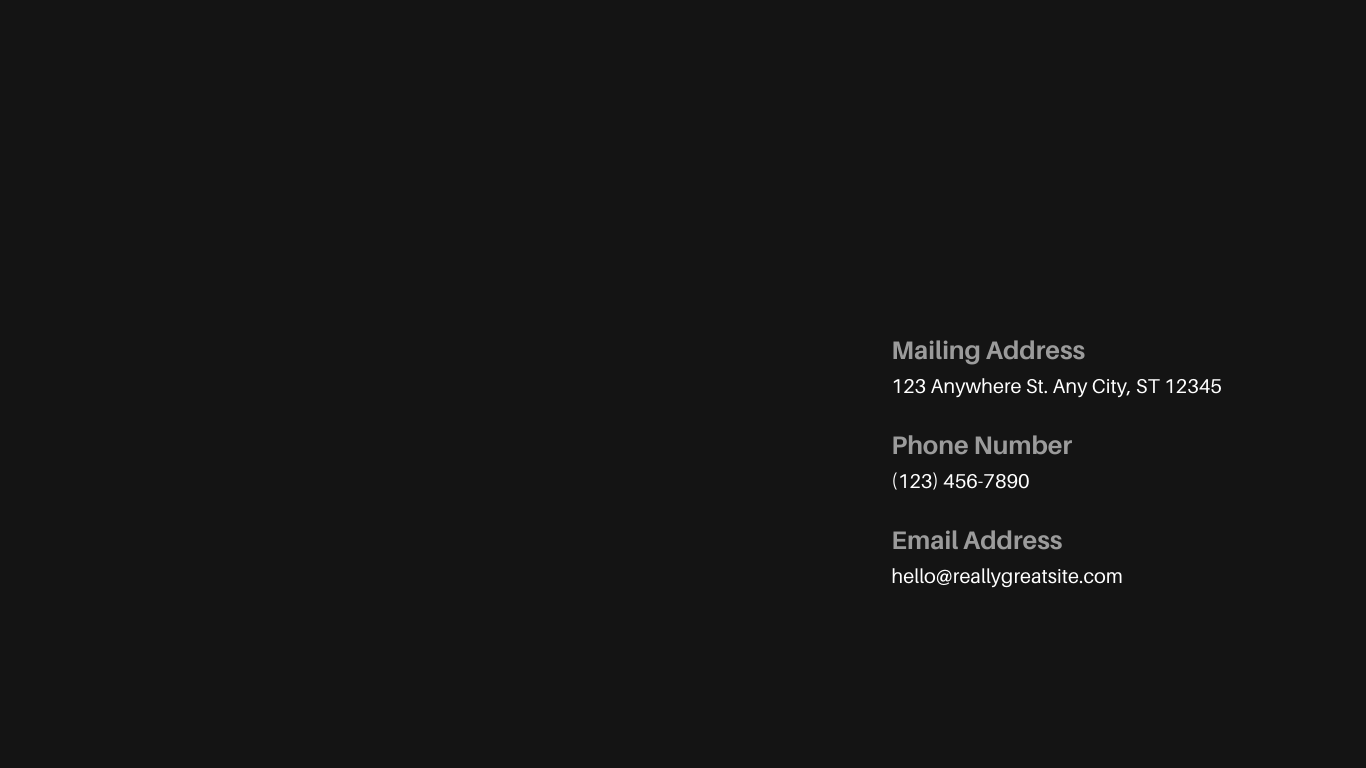 Mailing Address
123 Anywhere St. Any City, ST 12345
Phone Number
(123) 456-7890
Email Address
hello@reallygreatsite.com